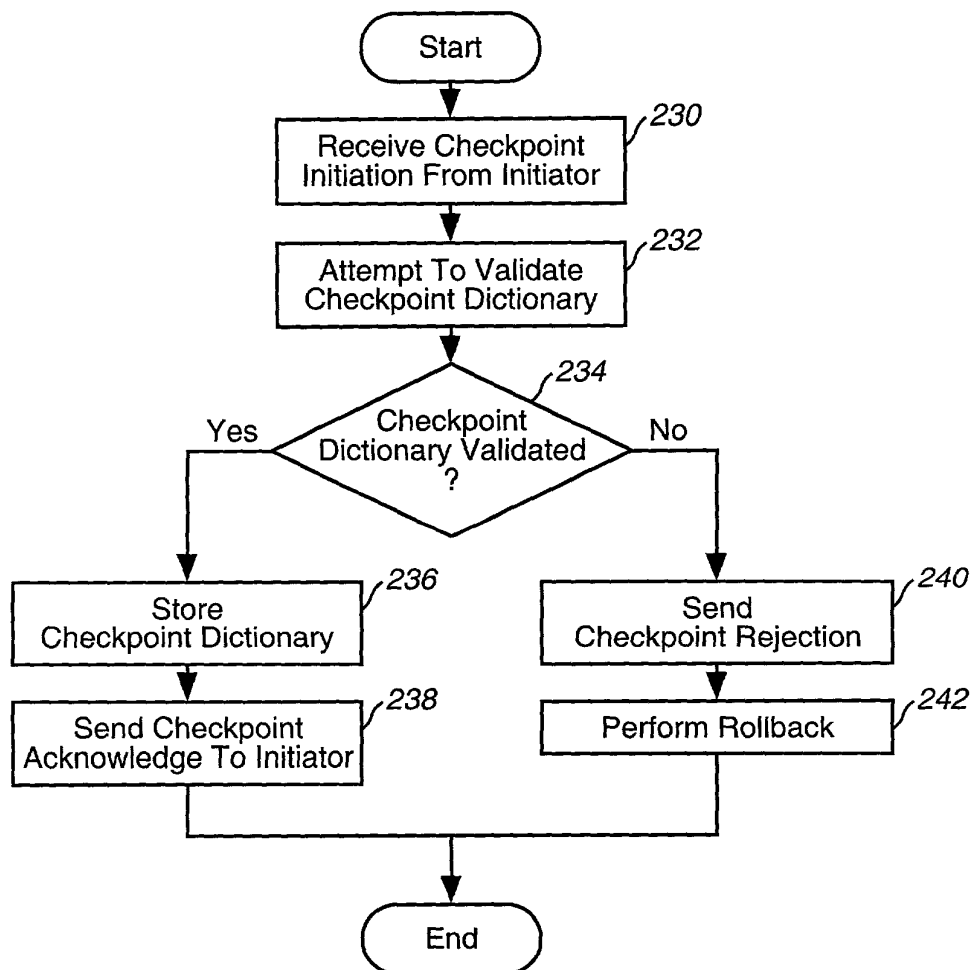 Start
230
Receive Checkpoint
Initiation From Initiator
232
Attempt To Validate
Checkpoint Dictionary
234
Checkpoint
Dictionary Validated
?
Yes
No
236
Store
Checkpoint Dictionary
240
Send
Checkpoint Rejection
238
Send Checkpoint
Acknowledge To Initiator
242
Perform Rollback
End